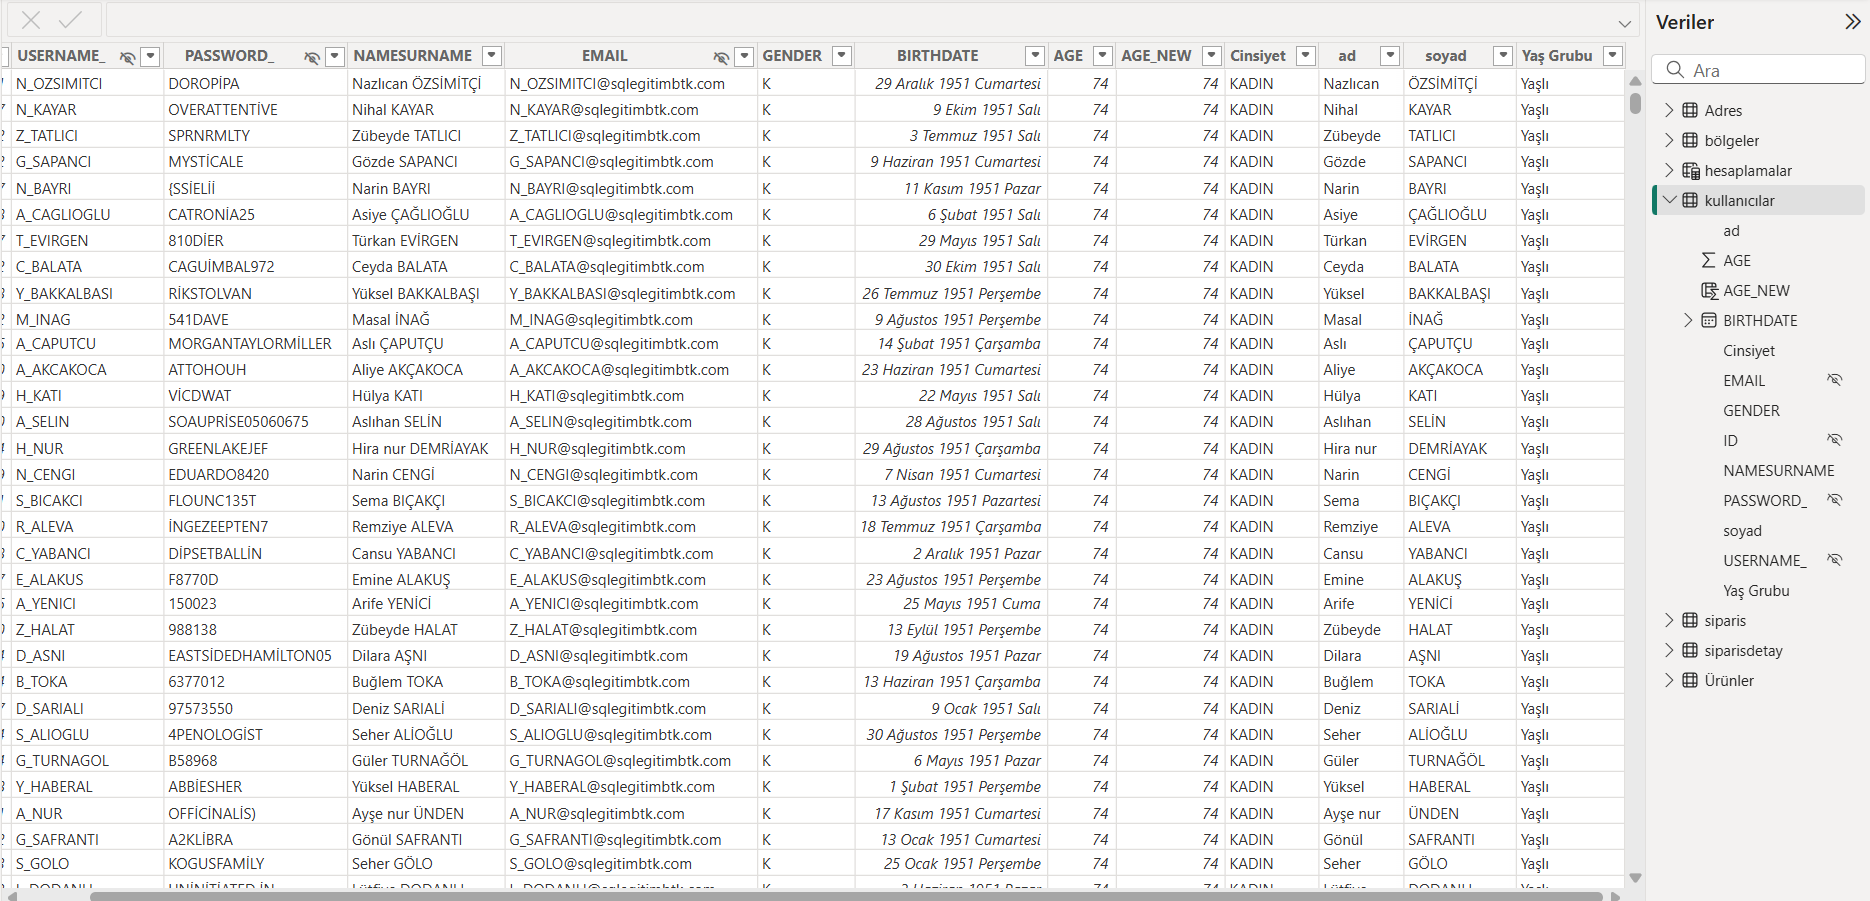 USERNAME_ PASSWORD_ NAMESURNAME EMAIL GENDER BIRTHDATE AGE AGE_NEW Cinsiyet ad soyad Yaş Grubu
N_OZSIMITCI DOROPİPA Nazlıcan ÖZSİMİTÇİ N_OZSIMITCI@sqlegitimbtk.com K 29 Aralık 1951 Cumartesi 74 74 KADIN Nazlıcan ÖZSİMİTÇİ Yaşlı
N_KAYAR OVERATTENTİVE Nihal KAYAR N_KAYAR@sqlegitimbtk.com K 9 Ekim 1951 Salı 74 74 KADIN Nihal KAYAR Yaşlı
Z_TATLICI SPRNRMLTY Zübeyde TATLICI Z_TATLICI@sqlegitimbtk.com K 3 Temmuz 1951 Salı 74 74 KADIN Zübeyde TATLICI Yaşlı
G_SAPANCI MYSTİCALE Gözde SAPANCI G_SAPANCI@sqlegitimbtk.com K 9 Haziran 1951 Cumartesi 74 74 KADIN Gözde SAPANCI Yaşlı
N_BAYRI {SSİELİİ Narin BAYRI N_BAYRI@sqlegitimbtk.com K 11 Kasım 1951 Pazar 74 74 KADIN Narin BAYRI Yaşlı
A_CAGLIOGLU CATRONİA25 Asiye ÇAĞLIOĞLU A_CAGLIOGLU@sqlegitimbtk.com K 6 Şubat 1951 Salı 74 74 KADIN Asiye ÇAĞLIOĞLU Yaşlı
T_EVIRGEN 810DİER Türkan EVİRGEN T_EVIRGEN@sqlegitimbtk.com K 29 Mayıs 1951 Salı 74 74 KADIN Türkan EVİRGEN Yaşlı
C_BALATA CAGUİMBAL972 Ceyda BALATA C_BALATA@sqlegitimbtk.com K 30 Ekim 1951 Salı 74 74 KADIN Ceyda BALATA Yaşlı
Y_BAKKALBASI RİKSTOLVAN Yüksel BAKKALBAŞI Y_BAKKALBASI@sqlegitimbtk.com K 26 Temmuz 1951 Perşembe 74 74 KADIN Yüksel BAKKALBAŞI Yaşlı
M_INAG 541DAVE Masal İNAĞ M_INAG@sqlegitimbtk.com K 9 Ağustos 1951 Perşembe 74 74 KADIN Masal İNAĞ Yaşlı
A_CAPUTCU MORGANTAYLORMİLLER Aslı ÇAPUTÇU A_CAPUTCU@sqlegitimbtk.com K 14 Şubat 1951 Çarşamba 74 74 KADIN Aslı ÇAPUTÇU Yaşlı
A_AKCAKOCA ATTOHOUH Aliye AKÇAKOCA A_AKCAKOCA@sqlegitimbtk.com K 23 Haziran 1951 Cumartesi 74 74 KADIN Aliye AKÇAKOCA Yaşlı
H_KATI VİCDWAT Hülya KATI H_KATI@sqlegitimbtk.com K 22 Mayıs 1951 Salı 74 74 KADIN Hülya KATI Yaşlı
A_SELIN SOAUPRİSE05060675 Aslıhan SELİN A_SELIN@sqlegitimbtk.com K 28 Ağustos 1951 Salı 74 74 KADIN Aslıhan SELİN Yaşlı
H_NUR GREENLAKEJEF Hira nur DEMRİAYAK H_NUR@sqlegitimbtk.com K 29 Ağustos 1951 Çarşamba 74 74 KADIN Hira nur DEMRİAYAK Yaşlı
N_CENGI EDUARDO8420 Narin CENGİ N_CENGI@sqlegitimbtk.com K 7 Nisan 1951 Cumartesi 74 74 KADIN Narin CENGİ Yaşlı
S_BICAKCI FLOUNC135T Sema BIÇAKÇI S_BICAKCI@sqlegitimbtk.com K 13 Ağustos 1951 Pazartesi 74 74 KADIN Sema BIÇAKÇI Yaşlı
R_ALEVA İNGEZEEPTEN7 Remziye ALEVA R_ALEVA@sqlegitimbtk.com K 18 Temmuz 1951 Çarşamba 74 74 KADIN Remziye ALEVA Yaşlı
C_YABANCI DİPSETBALLİN Cansu YABANCI C_YABANCI@sqlegitimbtk.com K 2 Aralık 1951 Pazar 74 74 KADIN Cansu YABANCI Yaşlı
E_ALAKUS F8770D Emine ALAKUŞ E_ALAKUS@sqlegitimbtk.com K 23 Ağustos 1951 Perşembe 74 74 KADIN Emine ALAKUŞ Yaşlı
A_YENICI 150023 Arife YENİCİ A_YENICI@sqlegitimbtk.com K 25 Mayıs 1951 Cuma 74 74 KADIN Arife YENİCİ Yaşlı
Z_HALAT 988138 Zübeyde HALAT Z_HALAT@sqlegitimbtk.com K 13 Eylül 1951 Perşembe 74 74 KADIN Zübeyde HALAT Yaşlı
D_ASNI EASTSİDEDHAMİLTON05 Dilara AŞNI D_ASNI@sqlegitimbtk.com K 19 Ağustos 1951 Pazar 74 74 KADIN Dilara AŞNI Yaşlı
B_TOKA 6377012 Buğlem TOKA B_TOKA@sqlegitimbtk.com K 13 Haziran 1951 Çarşamba 74 74 KADIN Buğlem TOKA Yaşlı
D_SARIALI 97573550 Deniz SARIALİ D_SARIALI@sqlegitimbtk.com K 9 Ocak 1951 Salı 74 74 KADIN Deniz SARIALİ Yaşlı
S_ALIOGLU 4PENOLOGİST Seher ALİOĞLU S_ALIOGLU@sqlegitimbtk.com K 30 Ağustos 1951 Perşembe 74 74 KADIN Seher ALİOĞLU Yaşlı
G_TURNAGOL B58968 Güler TURNAĞÖL G_TURNAGOL@sqlegitimbtk.com K 6 Mayıs 1951 Pazar 74 74 KADIN Güler TURNAĞÖL Yaşlı
Y_HABERAL ABBİESHER Yüksel HABERAL Y_HABERAL@sqlegitimbtk.com K 1 Şubat 1951 Perşembe 74 74 KADIN Yüksel HABERAL Yaşlı
A_NUR OFFİCİNALİS) Ayşe nur ÜNDEN A_NUR@sqlegitimbtk.com K 17 Kasım 1951 Cumartesi 74 74 KADIN Ayşe nur ÜNDEN Yaşlı
G_SAFRANTI A2KLİBRA Gönül SAFRANTI G_SAFRANTI@sqlegitimbtk.com K 13 Ocak 1951 Cumartesi 74 74 KADIN Gönül SAFRANTI Yaşlı
S_GOLO KOGUSFAMİLY Seher GÖLO S_GOLO@sqlegitimbtk.com K 25 Ocak 1951 Perşembe 74 74 KADIN Seher GÖLO Yaşlı
Veriler
Ara
Adres
bölgeler
hesaplamalar
kullanıcılar
ad
AGE
AGE_NEW
BIRTHDATE
Cinsiyet
EMAIL
GENDER
ID
NAMESURNAME
PASSWORD_
soyad
USERNAME_
Yaş Grubu
siparis
siparisdetay
Ürünler